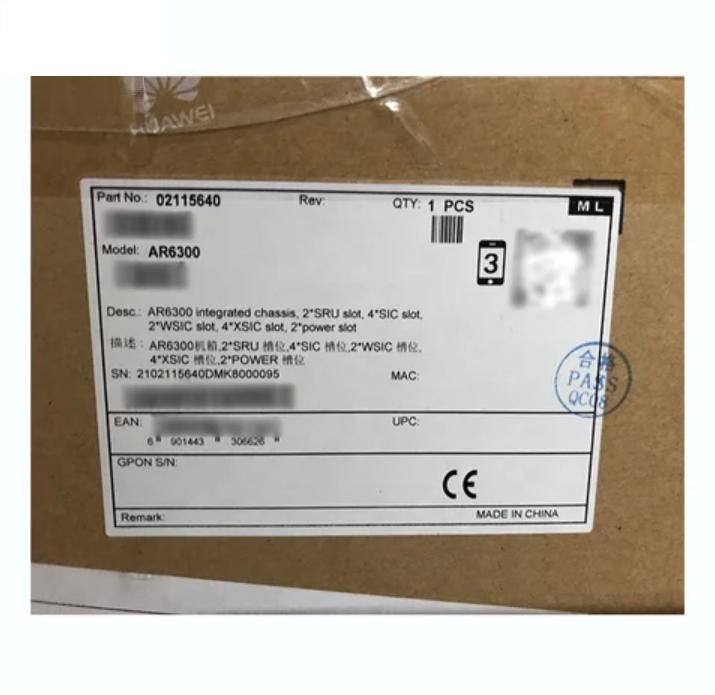 HUAWEI
Part No.: 02115640 Rev: QTY: 1 PCS ML
Model: AR6300
3
Desc.: AR6300 integrated chassis, 2*SRU slot, 4*SIC slot,
2*WSIC slot, 4*XSIC slot, 2*power slot
描述: AR6300机箱,2*SRU 槽位,4*SIC 槽位,2*WSIC 槽位,
4*XSIC 槽位,2*POWER 槽位
SN: 2102115640DMK8000095 MAC:
合格
PASS
QC08
EAN: UPC:
6 901443 306626
GPON S/N:
CE
Remark: MADE IN CHINA